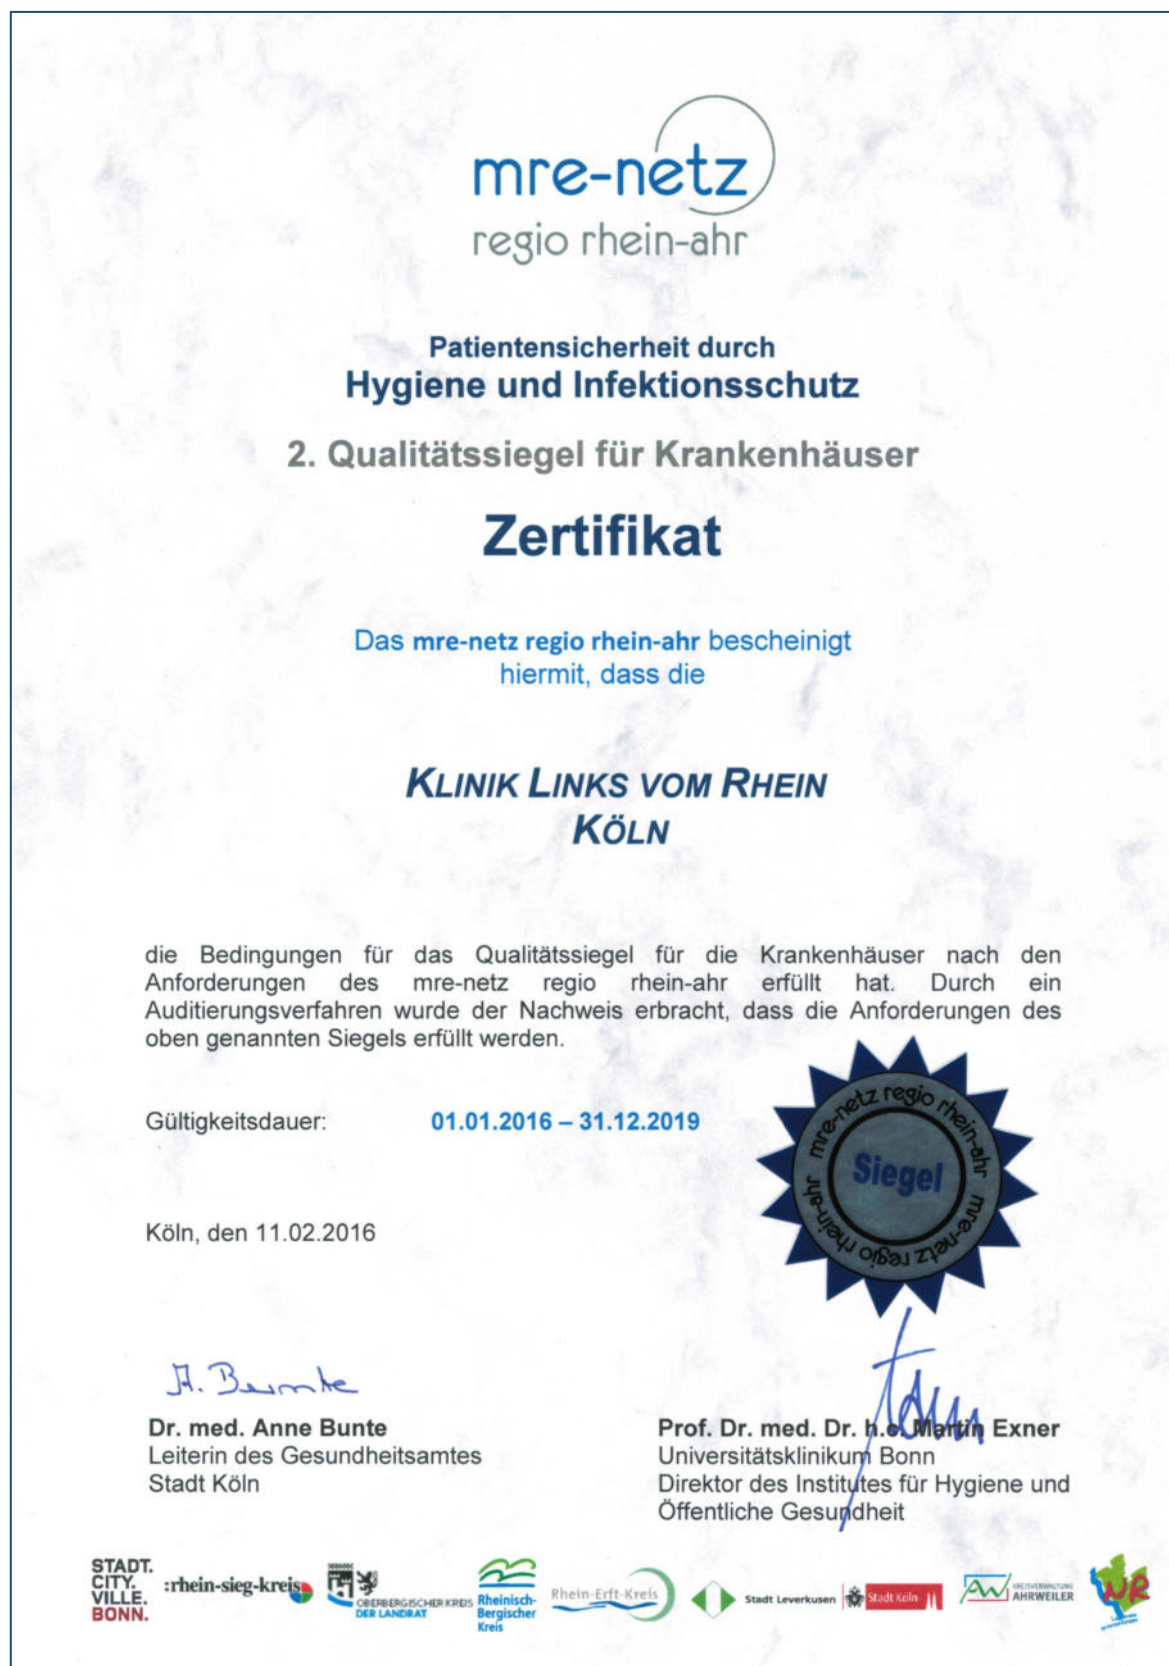 mre-netz
regio rhein-ahr
Patientensicherheit durch
Hygiene und Infektionsschutz
2. Qualitätssiegel für Krankenhäuser
Zertifikat
Das mre-netz regio rhein-ahr bescheinigt
hiermit, dass die
KLINIK LINKS VOM RHEIN
KÖLN
die Bedingungen für das Qualitätssiegel für die Krankenhäuser nach den
Anforderungen des mre-netz regio rhein-ahr erfüllt hat. Durch ein
Auditierungsverfahren wurde der Nachweis erbracht, dass die Anforderungen des
oben genannten Siegels erfüllt werden.
Gültigkeitsdauer: 01.01.2016 – 31.12.2019
mre-netz regio rhein-ahr mre-netz regio rhein-ahr
Siegel
Köln, den 11.02.2016
A. Bunte
Dr. med. Anne Bunte
Leiterin des Gesundheitsamtes
Stadt Köln
Prof. Dr. med. Dr. h.c. Martin Exner
Universitätsklinikum Bonn
Direktor des Institutes für Hygiene und
Öffentliche Gesundheit
STADT.
CITY.
VILLE.
BONN.
:rhein-sieg-kreis
OBERBERGISCHER KREIS
DER LANDRAT
Rheinisch-
Bergischer
Kreis
Rhein-Erft-Kreis
Stadt Leverkusen
Stadt Köln
AW
KREISVERWALTUNG
AHRWEILER
NR